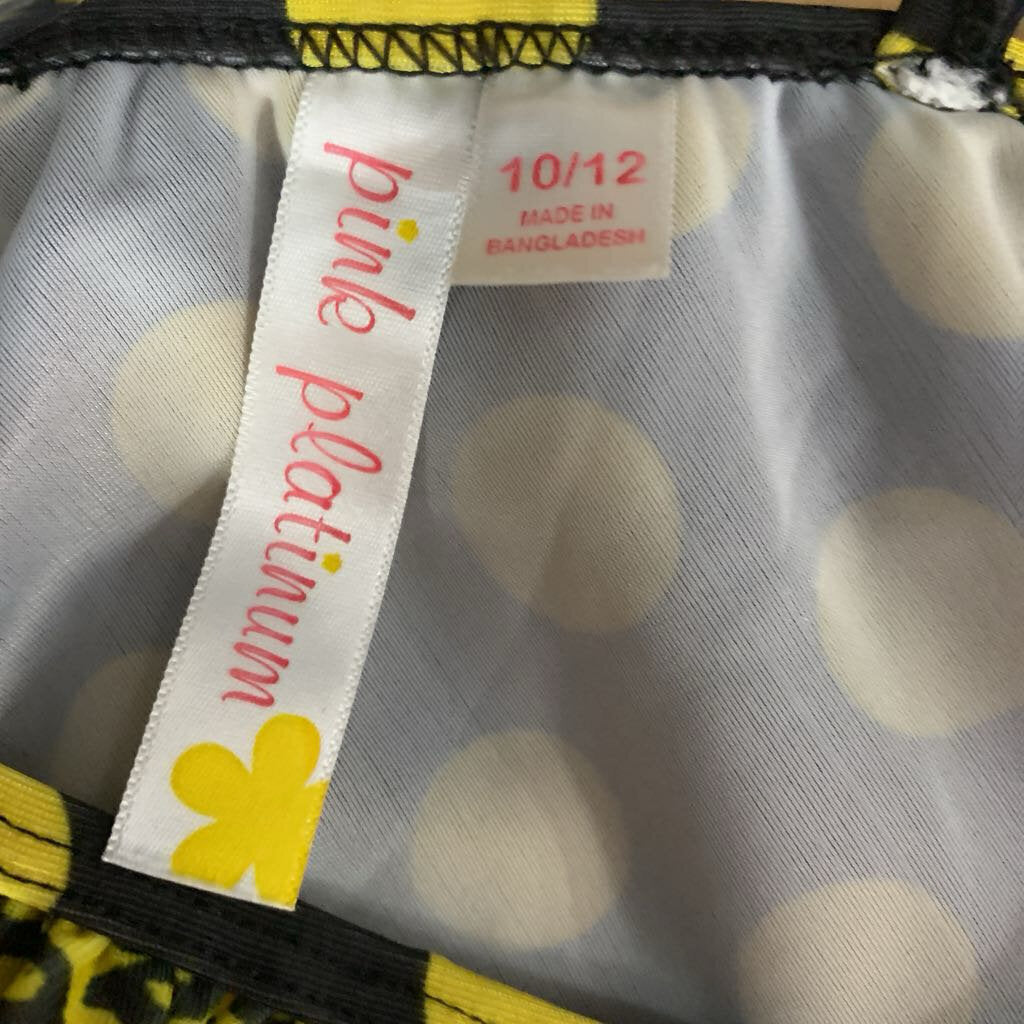 pink platinum
10/12
MADE IN
BANGLADESH